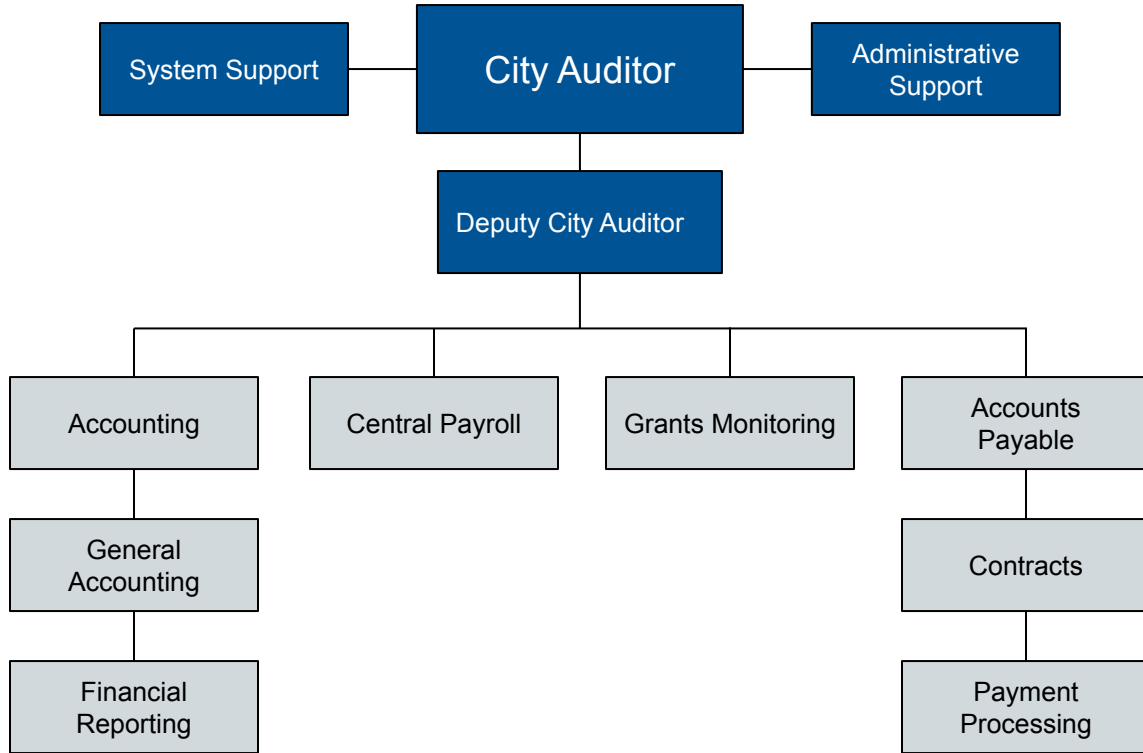 System Support
City Auditor
Administrative
Support
Deputy City Auditor
Accounting
Central Payroll
Grants Monitoring
Accounts
Payable
General
Accounting
Contracts
Financial
Reporting
Payment
Processing